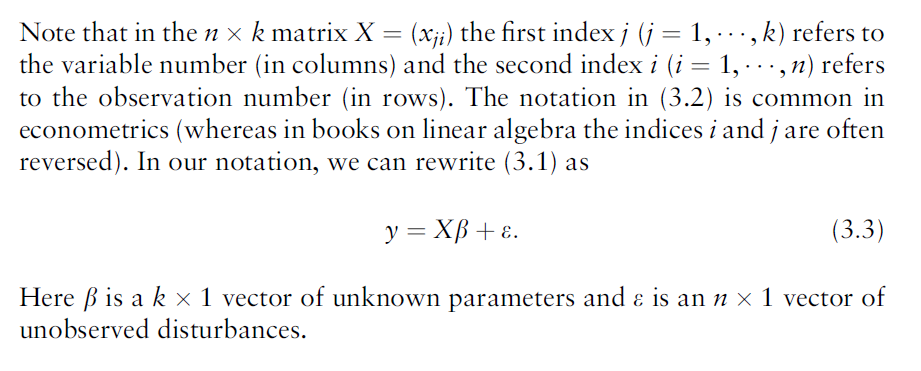 Note that in the n × k matrix X = (x_{ji}) the first index j (j = 1, ···, k) refers to
the variable number (in columns) and the second index i (i = 1, ···, n) refers
to the observation number (in rows). The notation in (3.2) is common in
econometrics (whereas in books on linear algebra the indices i and j are often
reversed). In our notation, we can rewrite (3.1) as
y = Xβ + ε. (3.3)
Here β is a k × 1 vector of unknown parameters and ε is an n × 1 vector of
unobserved disturbances.